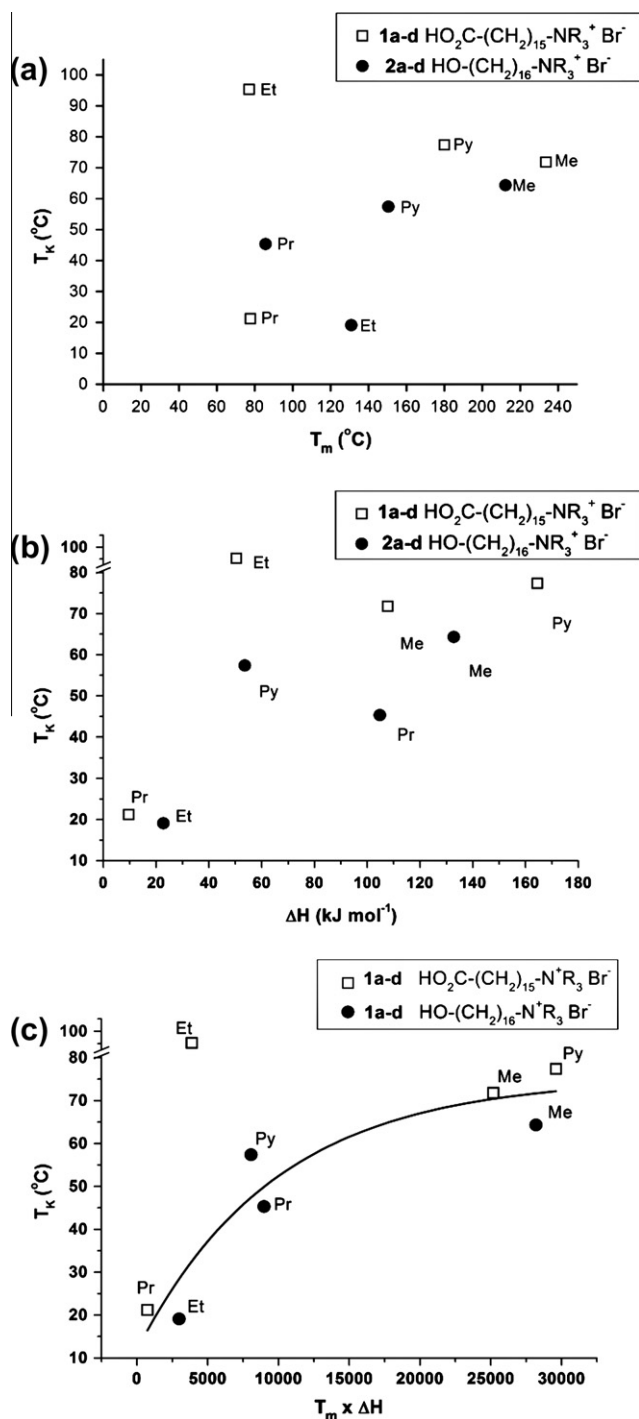 (a)
□ 1a-d HO₂C-(CH₂)₁₅-NR₃⁺ Br⁻
● 2a-d HO-(CH₂)₁₆-NR₃⁺ Br⁻
100
90
80
70
60
50
40
30
20
10
0
Et
Py
Me
Me
Py
Pr
Pr
Et
T_K (°C)
0 20 40 60 80 100 120 140 160 180 200 220 240
T_m (°C)
(b)
□ 1a-d HO₂C-(CH₂)₁₅-NR₃⁺ Br⁻
● 2a-d HO-(CH₂)₁₆-NR₃⁺ Br⁻
100
80
70
60
50
40
30
20
10
Et
Py
Me
Me
Py
Pr
Pr
Et
T_K (°C)
0 20 40 60 80 100 120 140 160 180
ΔH (kJ mol⁻¹)
(c)
□ 1a-d HO₂C-(CH₂)₁₅-N⁺R₃ Br⁻
● 1a-d HO-(CH₂)₁₆-N⁺R₃ Br⁻
100
80
70
60
50
40
30
20
10
Et
Py
Me
Me
Py
Pr
Pr
Et
T_K (°C)
0 5000 10000 15000 20000 25000 30000
T_m x ΔH